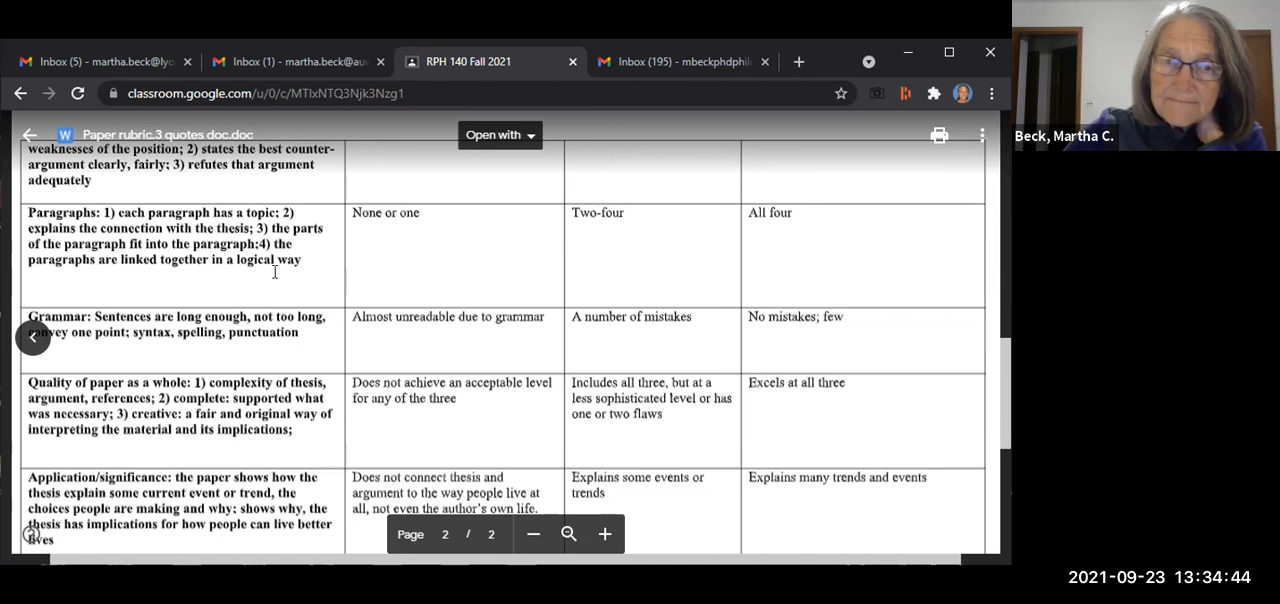 Inbox (5) - martha.beck@lyo
Inbox (1) - martha.beck@au
RPH 140 Fall 2021
Inbox (195) - mbeckphdphil
classroom.google.com/u/0/c/MTIxNTQ3Njk3Nzg1
Beck, Martha C.
W Paper rubric.3 quotes doc.doc
Open with
weaknesses of the position; 2) states the best counter-
argument clearly, fairly; 3) refutes that argument
adequately
Paragraphs: 1) each paragraph has a topic; 2)
explains the connection with the thesis; 3) the parts
of the paragraph fit into the paragraph;4) the
paragraphs are linked together in a logical way
None or one
Two-four
All four
Grammar: Sentences are long enough, not too long,
convey one point; syntax, spelling, punctuation
Almost unreadable due to grammar
A number of mistakes
No mistakes; few
Quality of paper as a whole: 1) complexity of thesis,
argument, references; 2) complete: supported what
was necessary; 3) creative: a fair and original way of
interpreting the material and its implications;
Does not achieve an acceptable level
for any of the three
Includes all three, but at a
less sophisticated level or has
one or two flaws
Excels at all three
Application/significance: the paper shows how the
thesis explain some current event or trend, the
choices people are making and why; shows why, the
thesis has implications for how people can live better
lives
Does not connect thesis and
argument to the way people live at
all, not even the author's own life.
Explains some events or
trends
Explains many trends and events
Page 2 / 2
2021-09-23 13:34:44